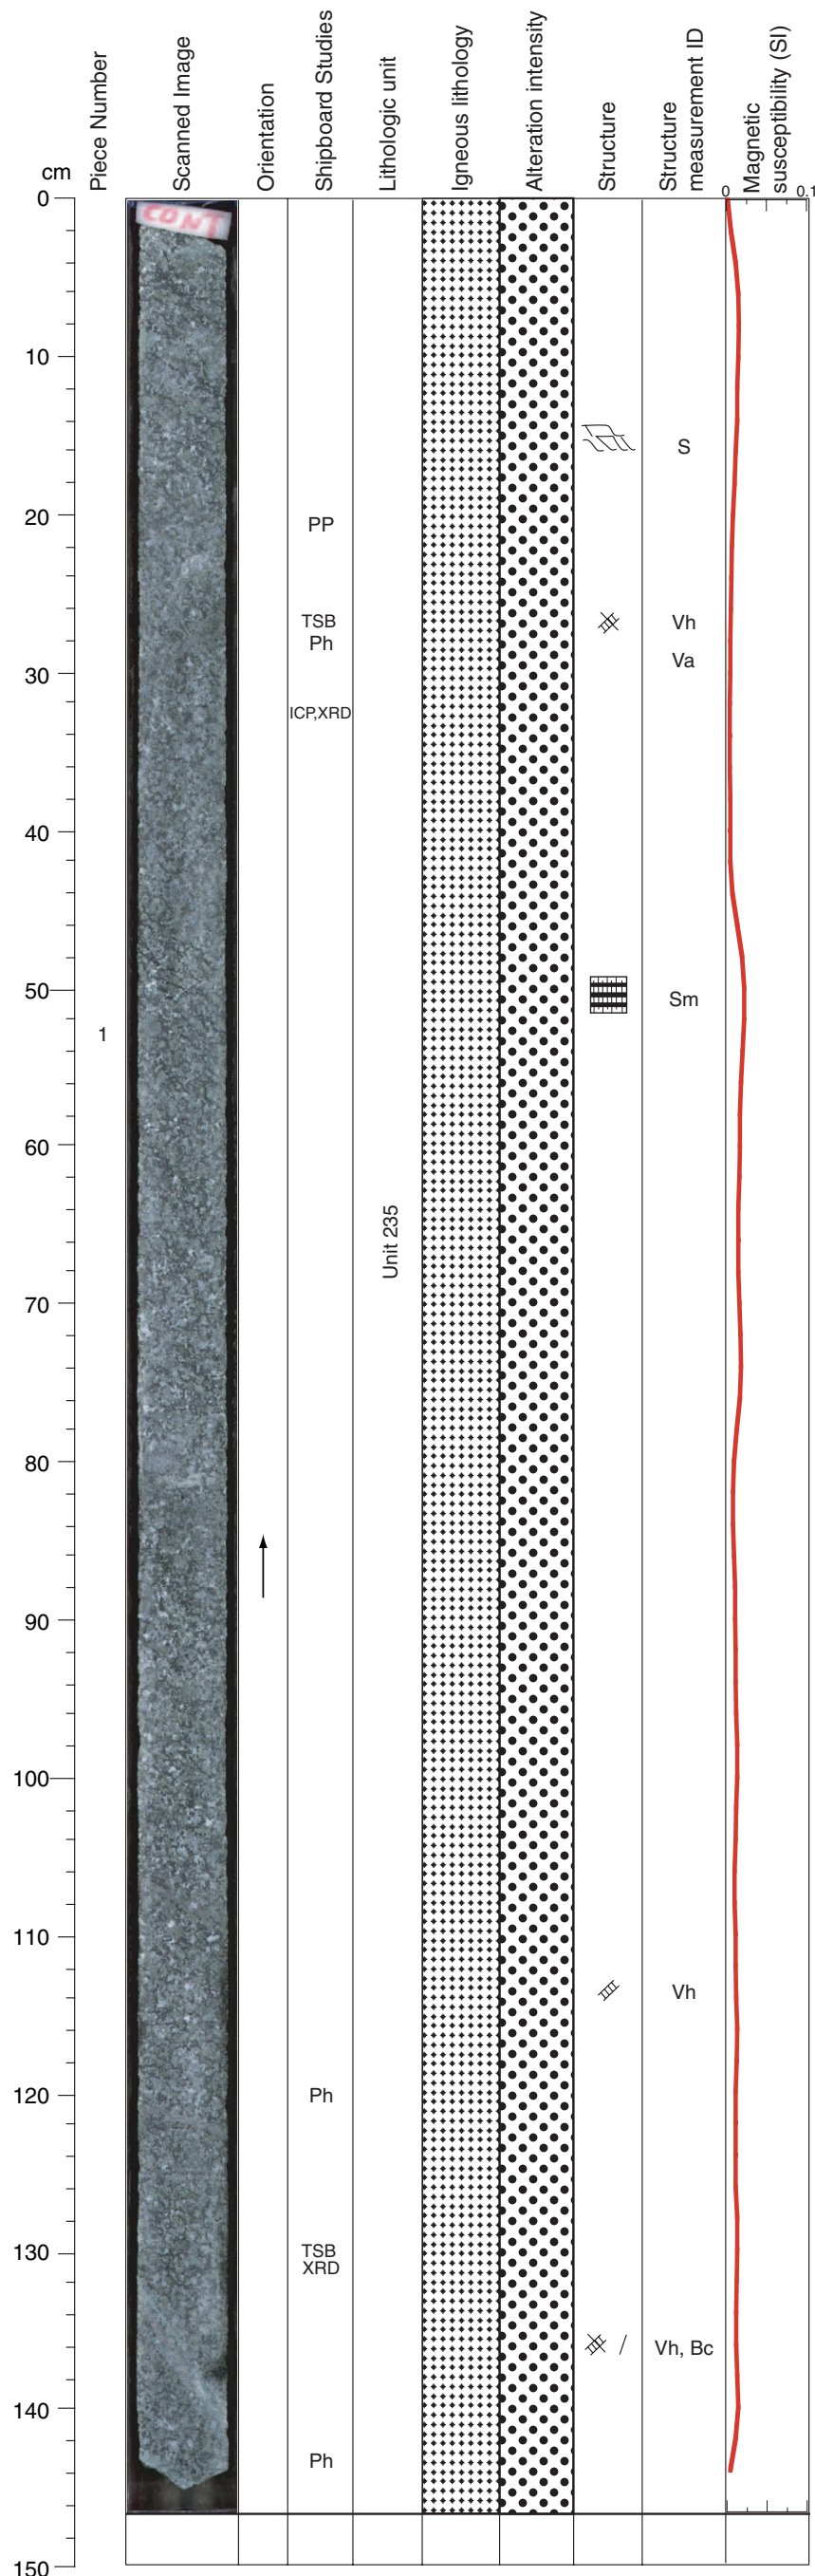 cm
Piece Number
Scanned Image
Orientation
Shipboard Studies
Lithologic unit
Igneous lithology
Alteration intensity
Structure
Structure
measurement ID
Magnetic
susceptibility (SI)
0 0.1
0
CONT
10
S
20
PP
TSB
Ph
Vh
Va
30
ICP,XRD
40
50
Sm
1
60
Unit 235
70
80
90
100
110
Vh
120
Ph
130
TSB
XRD
Vh, Bc
140
Ph
150